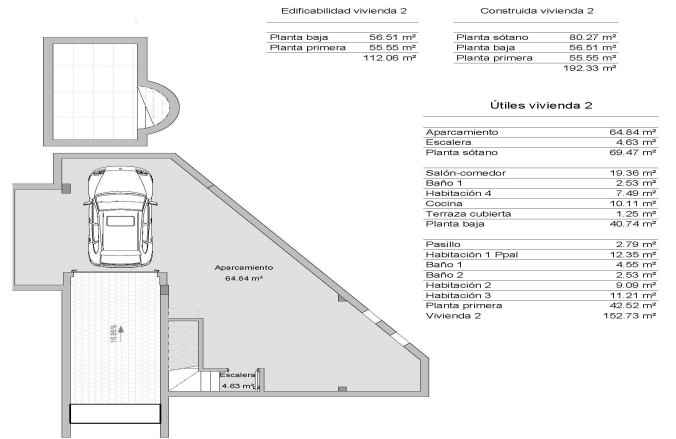 Edificabilidad vivienda 2
Planta baja 56.51 m²
Planta primera 55.55 m²
112.06 m²
Construida vivienda 2
Planta sótano 80.27 m²
Planta baja 56.51 m²
Planta primera 55.55 m²
192.33 m²
Útiles vivienda 2
Aparcamiento 64.84 m²
Escalera 4.63 m²
Planta sótano 69.47 m²
Salón-comedor 19.36 m²
Baño 1 2.53 m²
Habitación 4 7.49 m²
Cocina 10.11 m²
Terraza cubierta 1.25 m²
Planta baja 40.74 m²
Pasillo 2.79 m²
Habitación 1 Ppal 12.35 m²
Baño 1 4.55 m²
Baño 2 2.53 m²
Habitación 2 9.09 m²
Habitación 3 11.21 m²
Planta primera 42.52 m²
Vivienda 2 152.73 m²
Aparcamiento
64.84 m²
Escalera
4.63 m²